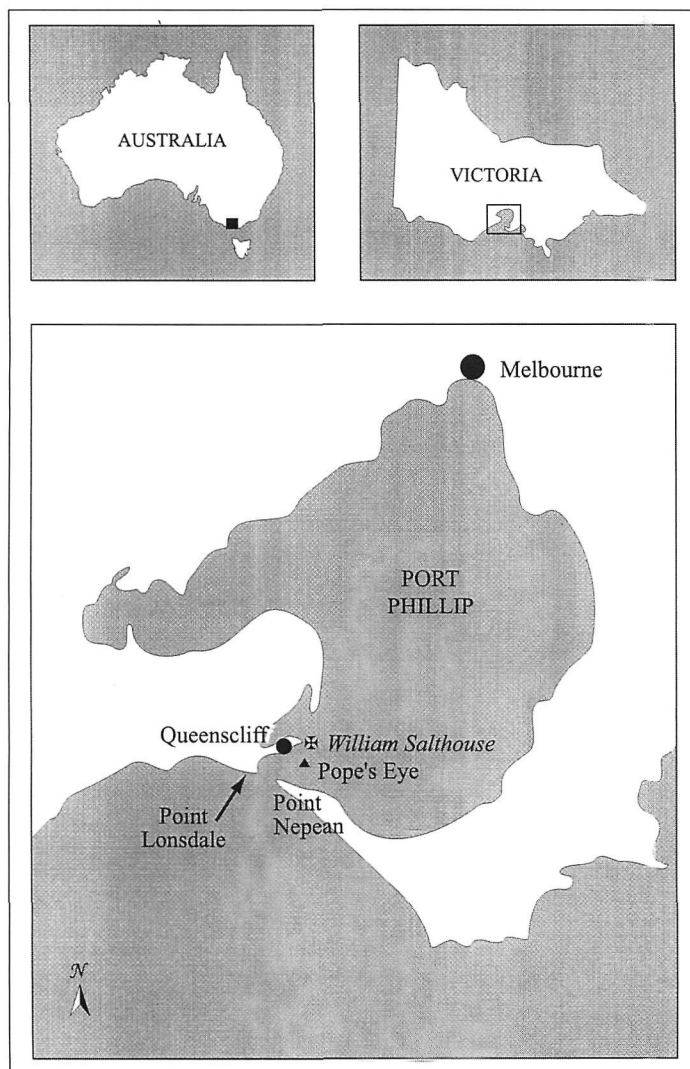 AUSTRALIA
VICTORIA
Melbourne
PORT
PHILLIP
Queenscliff
William Salthouse
Pope's Eye
Point
Lonsdale
Point
Nepean
N